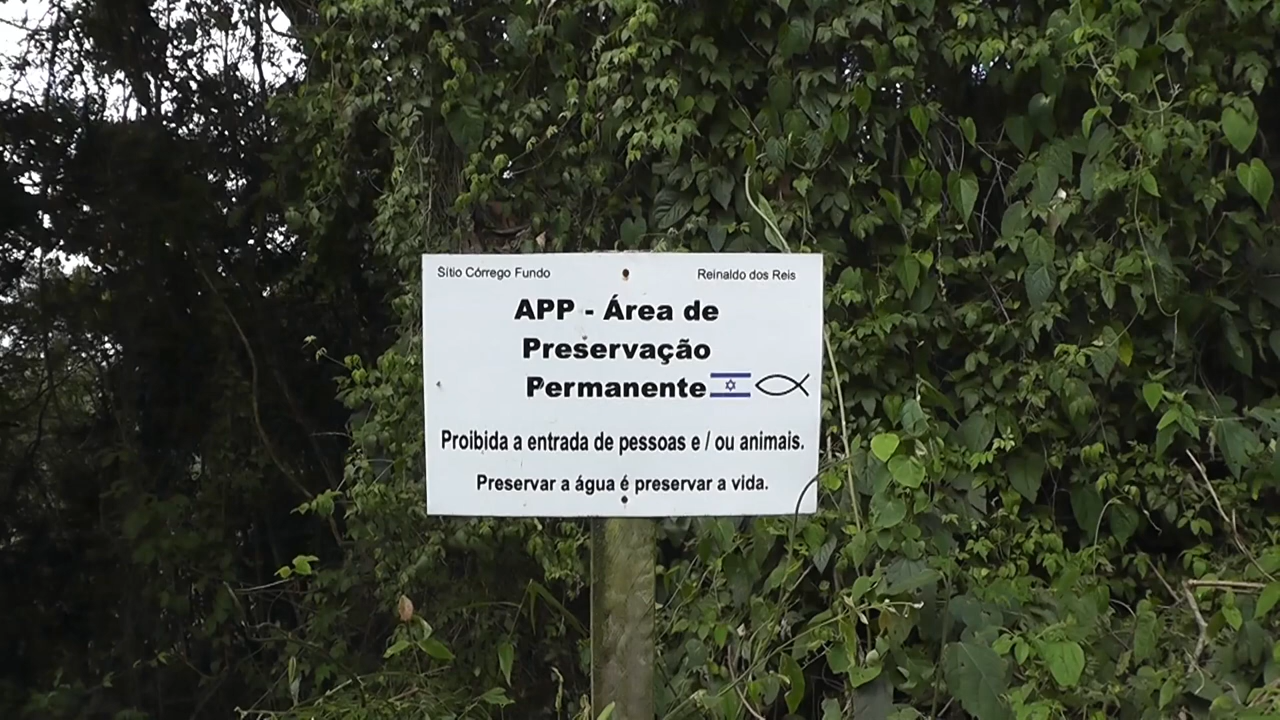 Sítio Córrego Fundo Reinaldo dos Reis
APP - Área de
Preservação
Permanente
Proibida a entrada de pessoas e / ou animais.
Preservar a água é preservar a vida.